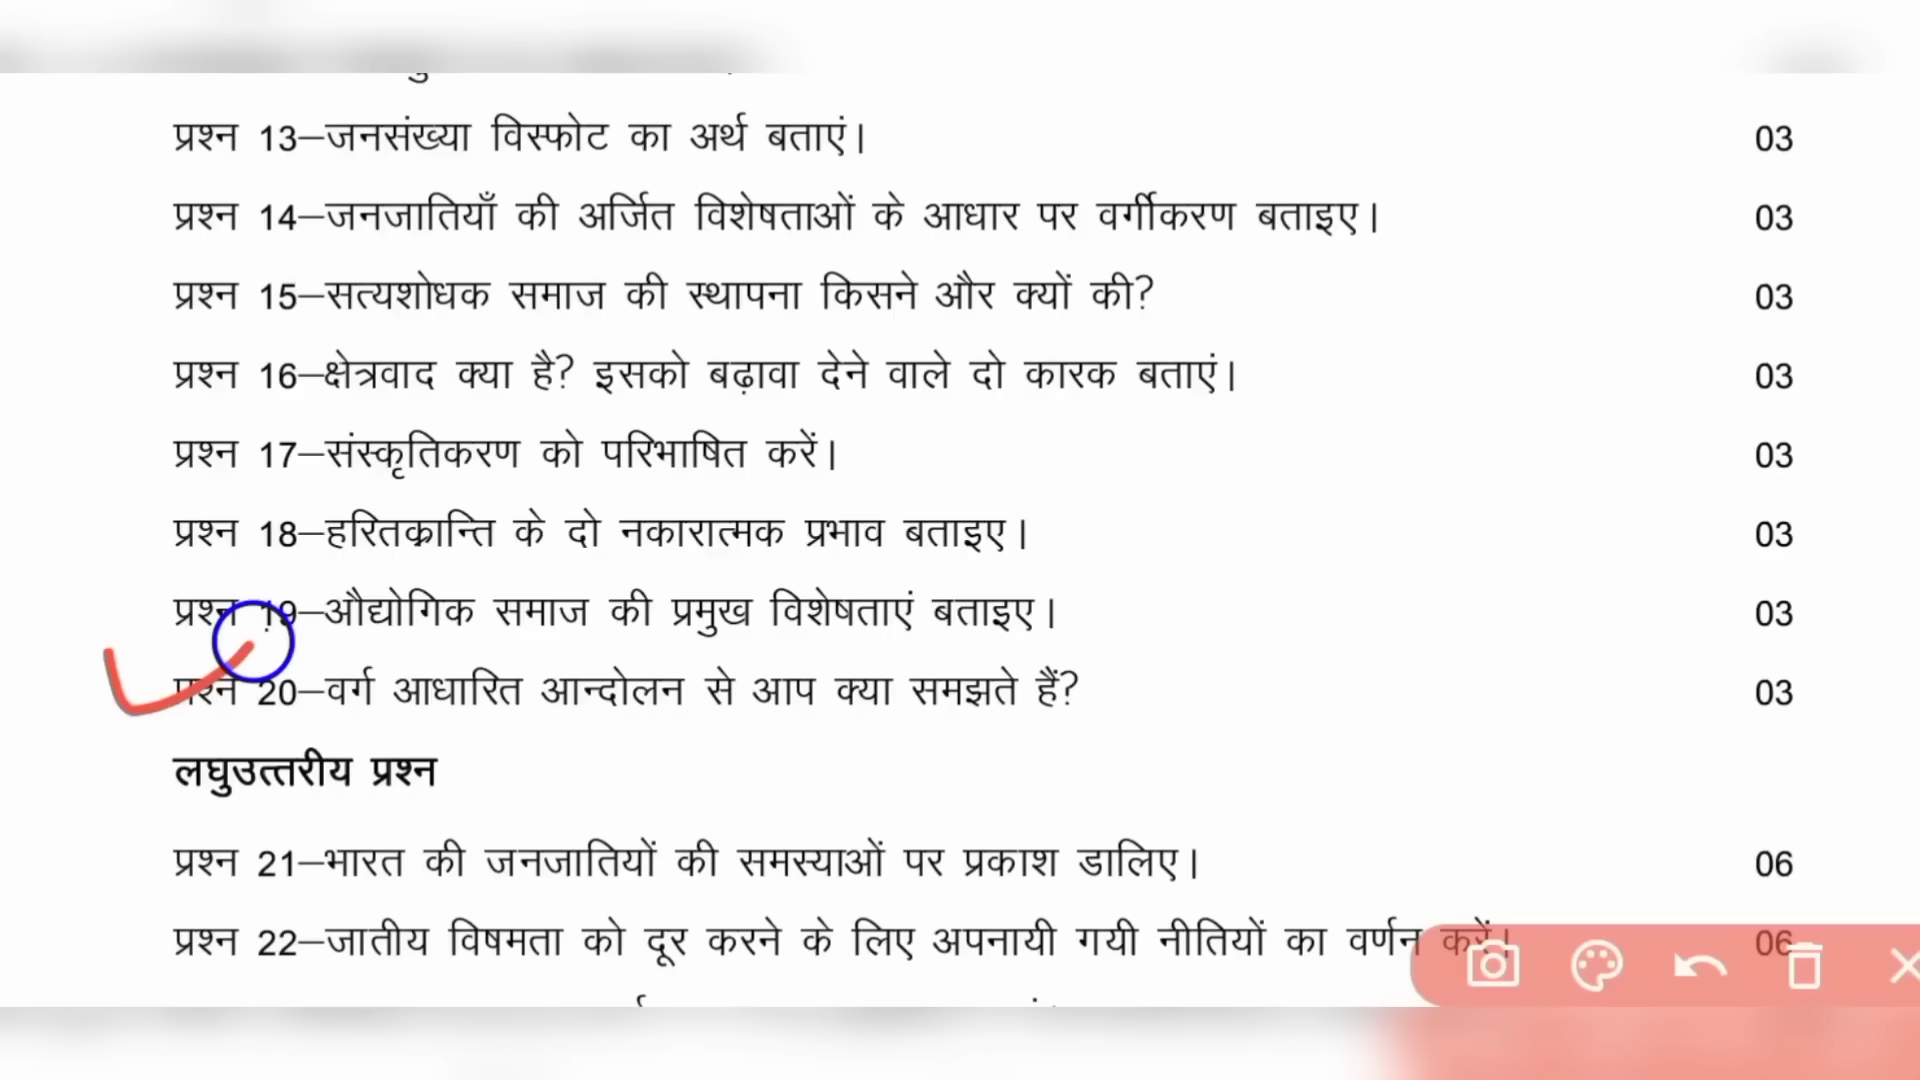 प्रश्न 13–जनसंख्या विस्फोट का अर्थ बताएं। 03
प्रश्न 14–जनजातियाँ की अर्जित विशेषताओं के आधार पर वर्गीकरण बताइए। 03
प्रश्न 15–सत्यशोधक समाज की स्थापना किसने और क्यों की? 03
प्रश्न 16–क्षेत्रवाद क्या है? इसको बढ़ावा देने वाले दो कारक बताएं। 03
प्रश्न 17–संस्कृतिकरण को परिभाषित करें। 03
प्रश्न 18–हरितक्रान्ति के दो नकारात्मक प्रभाव बताइए। 03
प्रश्न 19–औद्योगिक समाज की प्रमुख विशेषताएं बताइए। 03
प्रश्न 20–वर्ग आधारित आन्दोलन से आप क्या समझते हैं? 03
लघुउत्तरीय प्रश्न
प्रश्न 21–भारत की जनजातियों की समस्याओं पर प्रकाश डालिए। 06
प्रश्न 22–जातीय विषमता को दूर करने के लिए अपनायी गयी नीतियों का वर्णन करें। 06